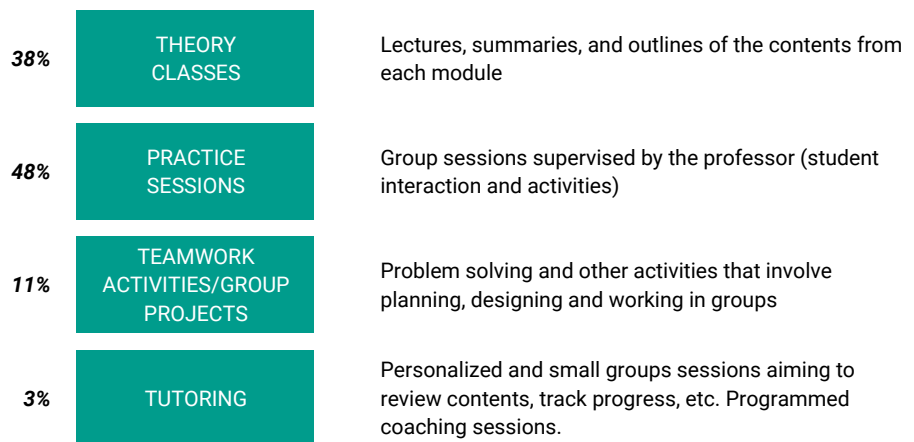 38%
THEORY
CLASSES
Lectures, summaries, and outlines of the contents from
each module
48%
PRACTICE
SESSIONS
Group sessions supervised by the professor (student
interaction and activities)
11%
TEAMWORK
ACTIVITIES/GROUP
PROJECTS
Problem solving and other activities that involve
planning, designing and working in groups
3%
TUTORING
Personalized and small groups sessions aiming to
review contents, track progress, etc. Programmed
coaching sessions.